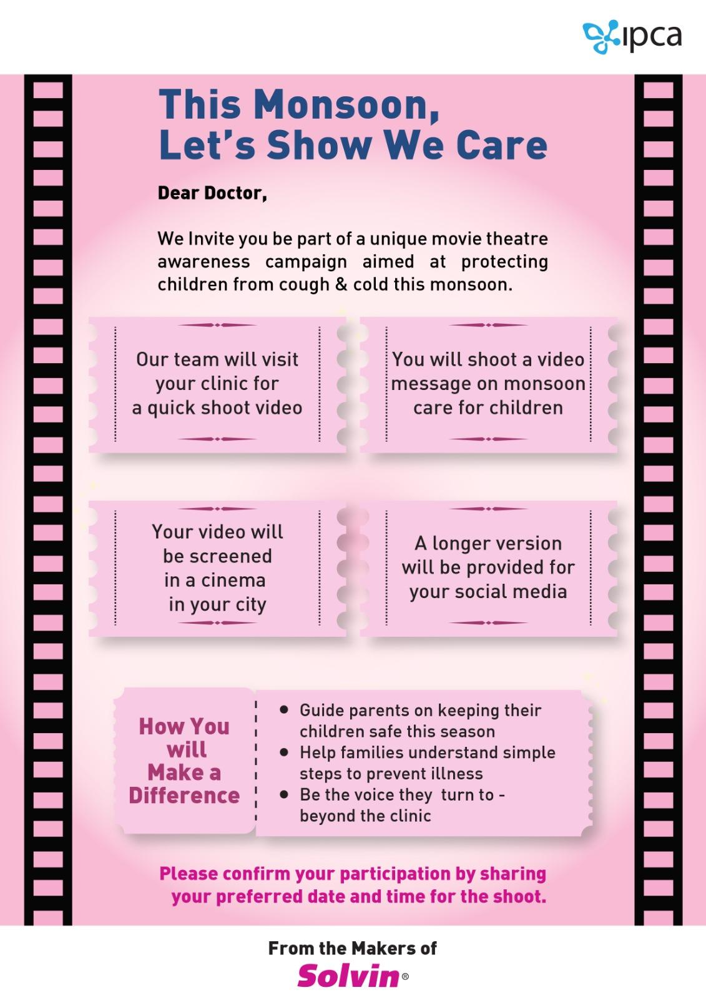 ipca
This Monsoon,
Let's Show We Care
Dear Doctor,
We Invite you be part of a unique movie theatre
awareness campaign aimed at protecting
children from cough & cold this monsoon.
Our team will visit
your clinic for
a quick shoot video
You will shoot a video
message on monsoon
care for children
Your video will
be screened
in a cinema
in your city
A longer version
will be provided for
your social media
How You
will
Make a
Difference
● Guide parents on keeping their
children safe this season
● Help families understand simple
steps to prevent illness
● Be the voice they turn to -
beyond the clinic
Please confirm your participation by sharing
your preferred date and time for the shoot.
From the Makers of
Solvin®